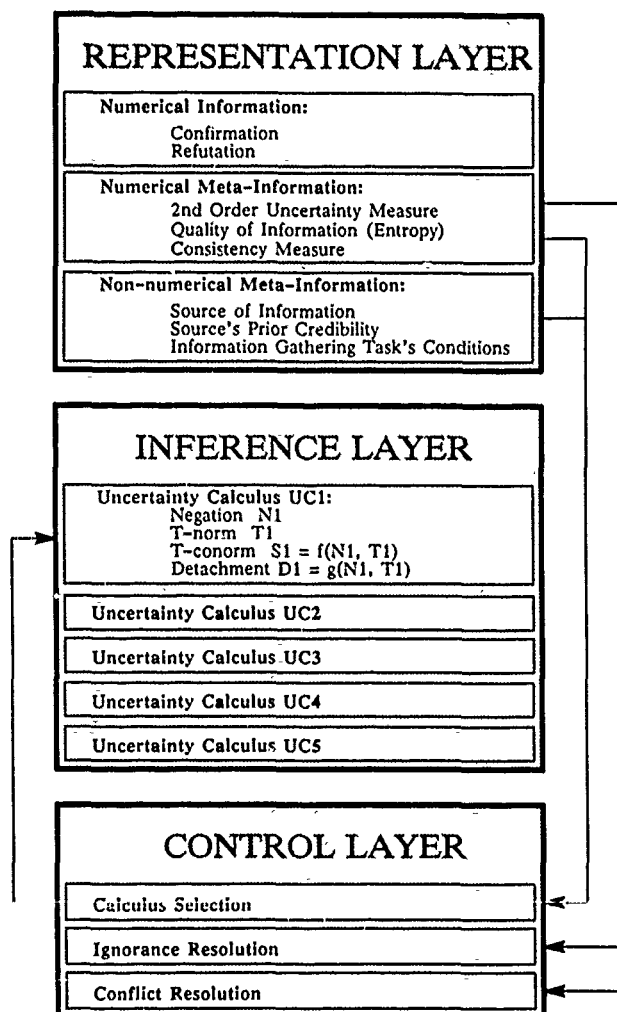 REPRESENTATION LAYER
Numerical Information:
Confirmation
Refutation
Numerical Meta-Information:
2nd Order Uncertainty Measure
Quality of Information (Entropy)
Consistency Measure
Non-numerical Meta-Information:
Source of Information
Source's Prior Credibility
Information Gathering Task's Conditions
INFERENCE LAYER
Uncertainty Calculus UC1:
Negation N1
T-norm T1
T-conorm S1 = f(N1, T1)
Detachment D1 = g(N1, T1)
Uncertainty Calculus UC2
Uncertainty Calculus UC3
Uncertainty Calculus UC4
Uncertainty Calculus UC5
CONTROL LAYER
Calculus Selection
Ignorance Resolution
Conflict Resolution